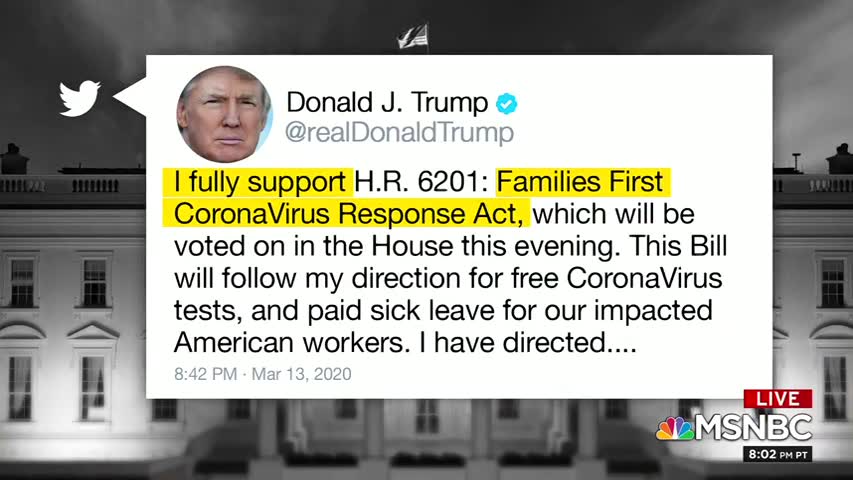 Donald J. Trump
@realDonaldTrump
I fully support H.R. 6201: Families First
CoronaVirus Response Act, which will be
voted on in the House this evening. This Bill
will follow my direction for free CoronaVirus
tests, and paid sick leave for our impacted
American workers. I have directed....
8:42 PM · Mar 13, 2020
LIVE
MSNBC
8:02 PM PT